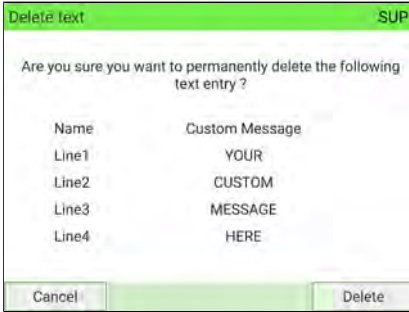 Delete text SUP
Are you sure you want to permanently delete the following
text entry ?
Name Custom Message
Line1 YOUR
Line2 CUSTOM
Line3 MESSAGE
Line4 HERE
Cancel Delete